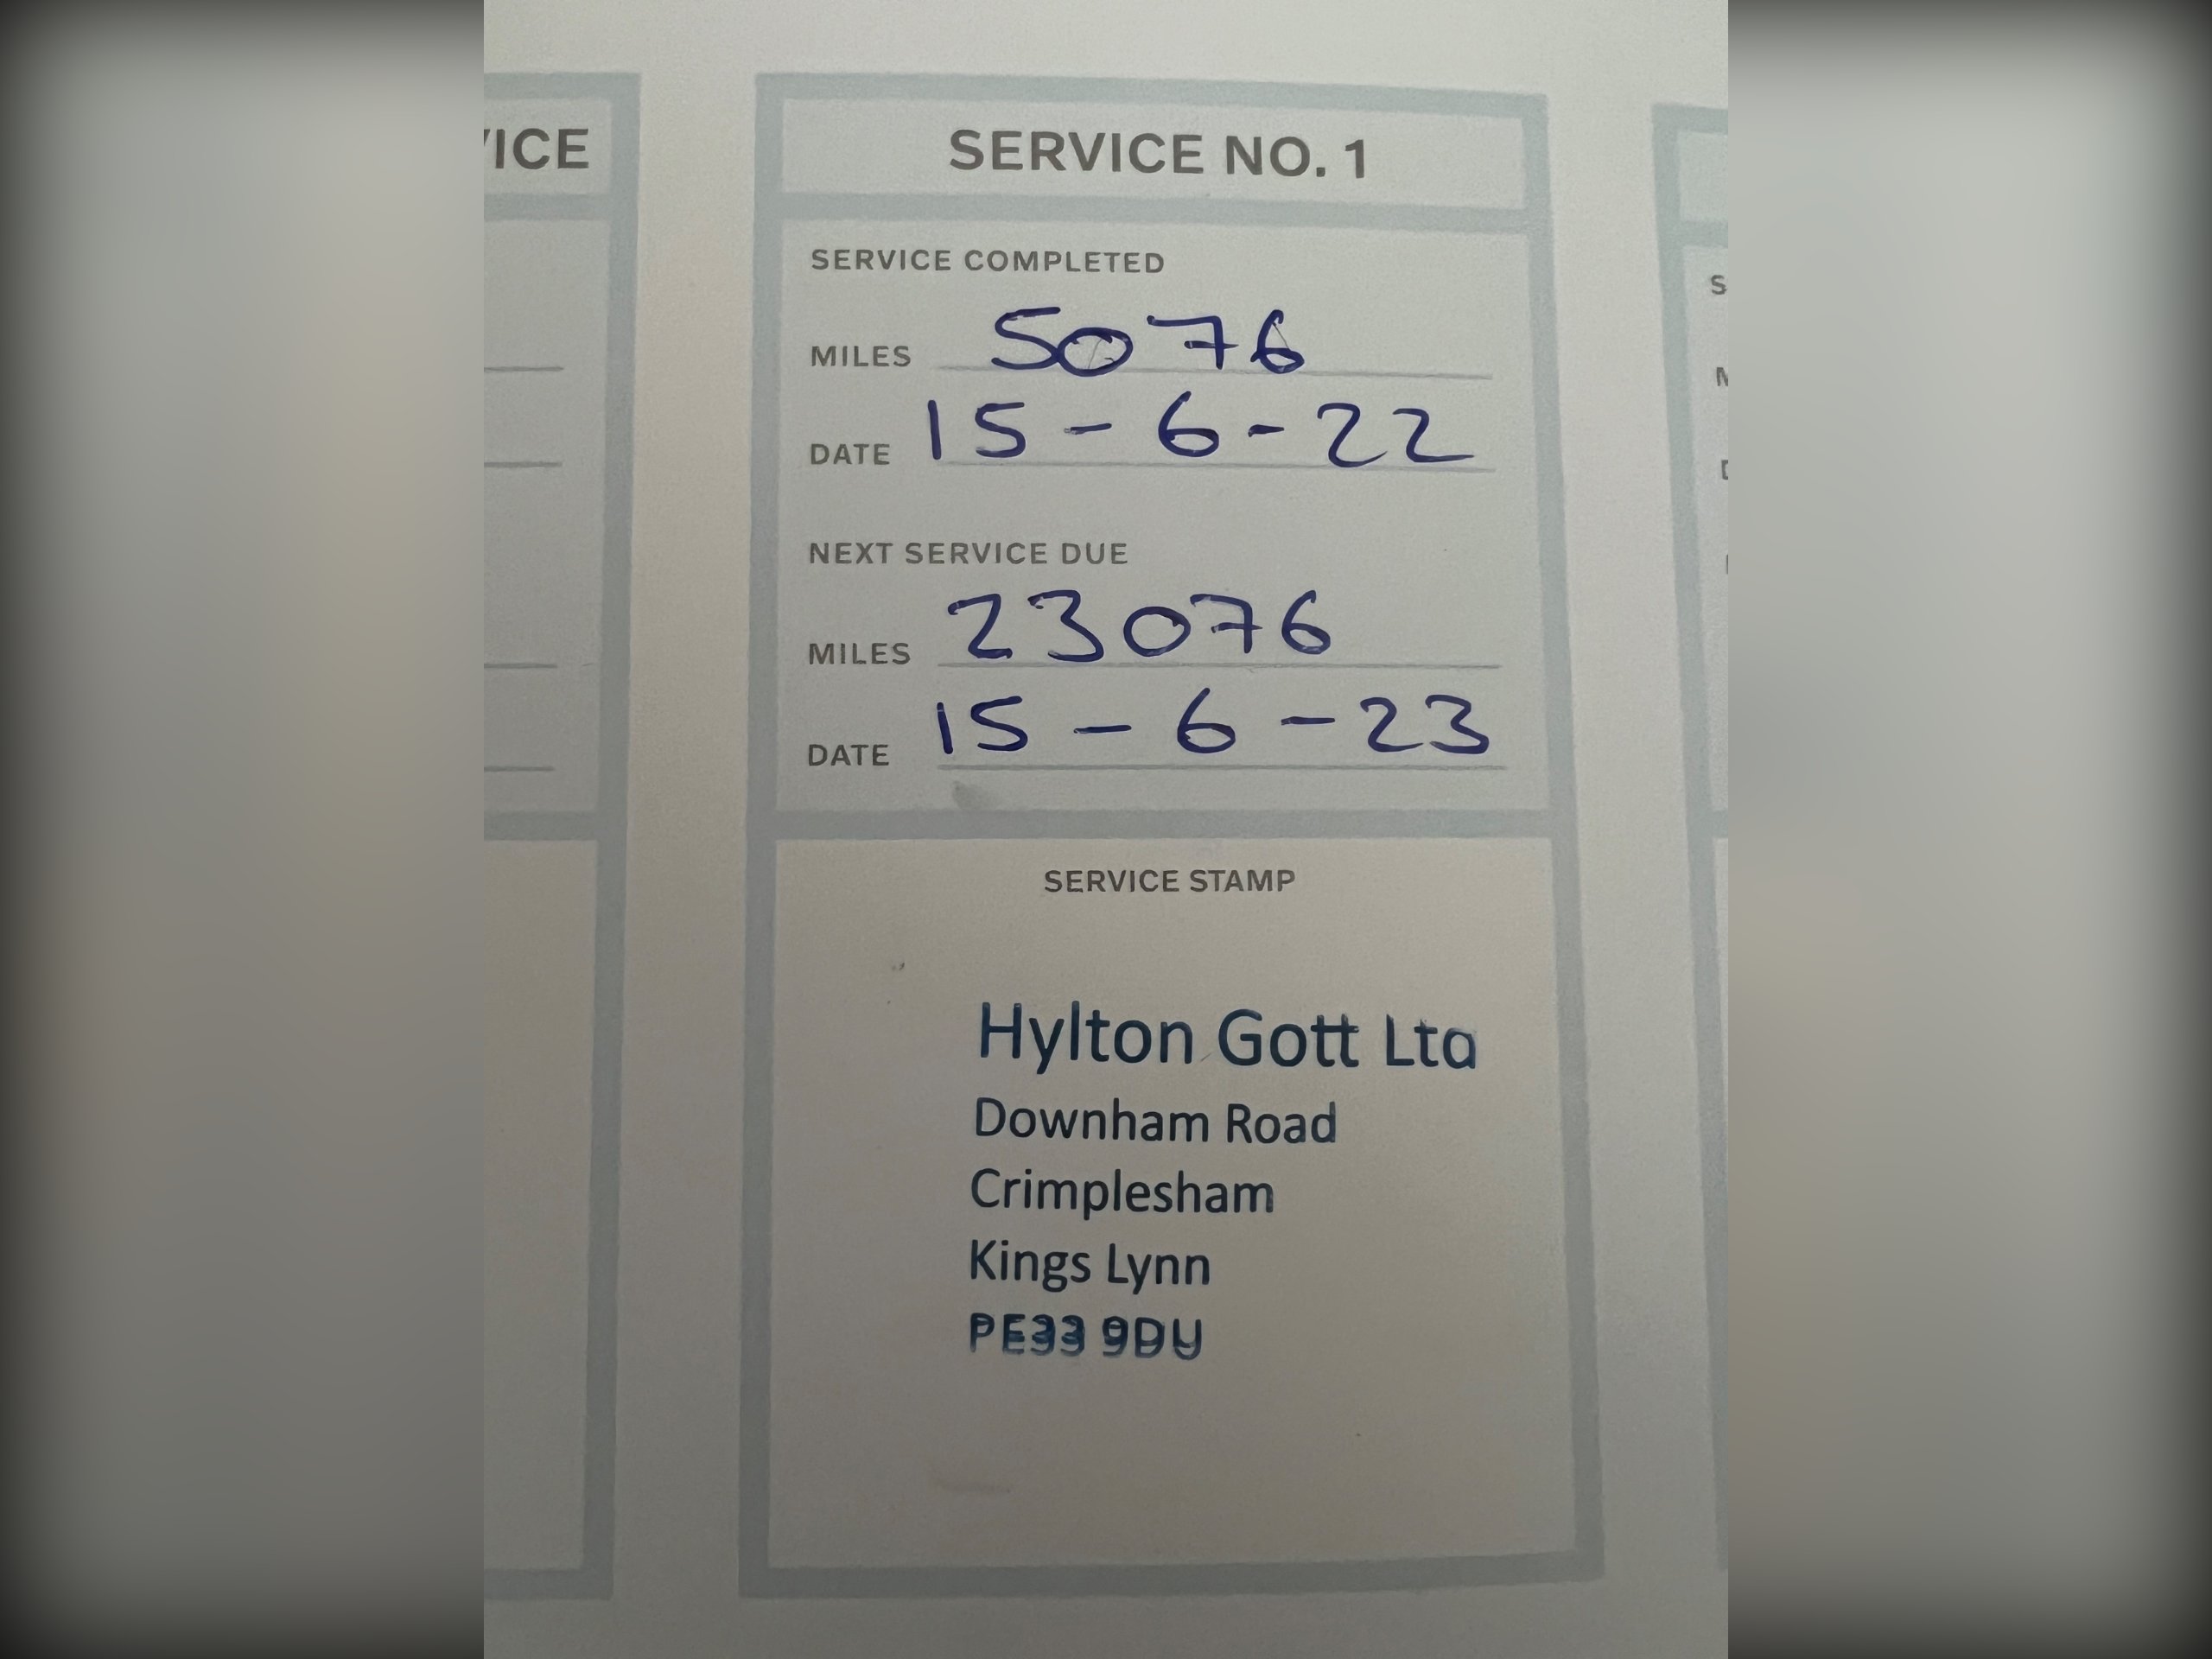 VICE
SERVICE NO. 1
SERVICE COMPLETED
MILES 5076
DATE 15-6-22
NEXT SERVICE DUE
MILES 23076
DATE 15-6-23
SERVICE STAMP
Hylton Gott Ltd
Downham Road
Crimplesham
Kings Lynn
PE33 9DU